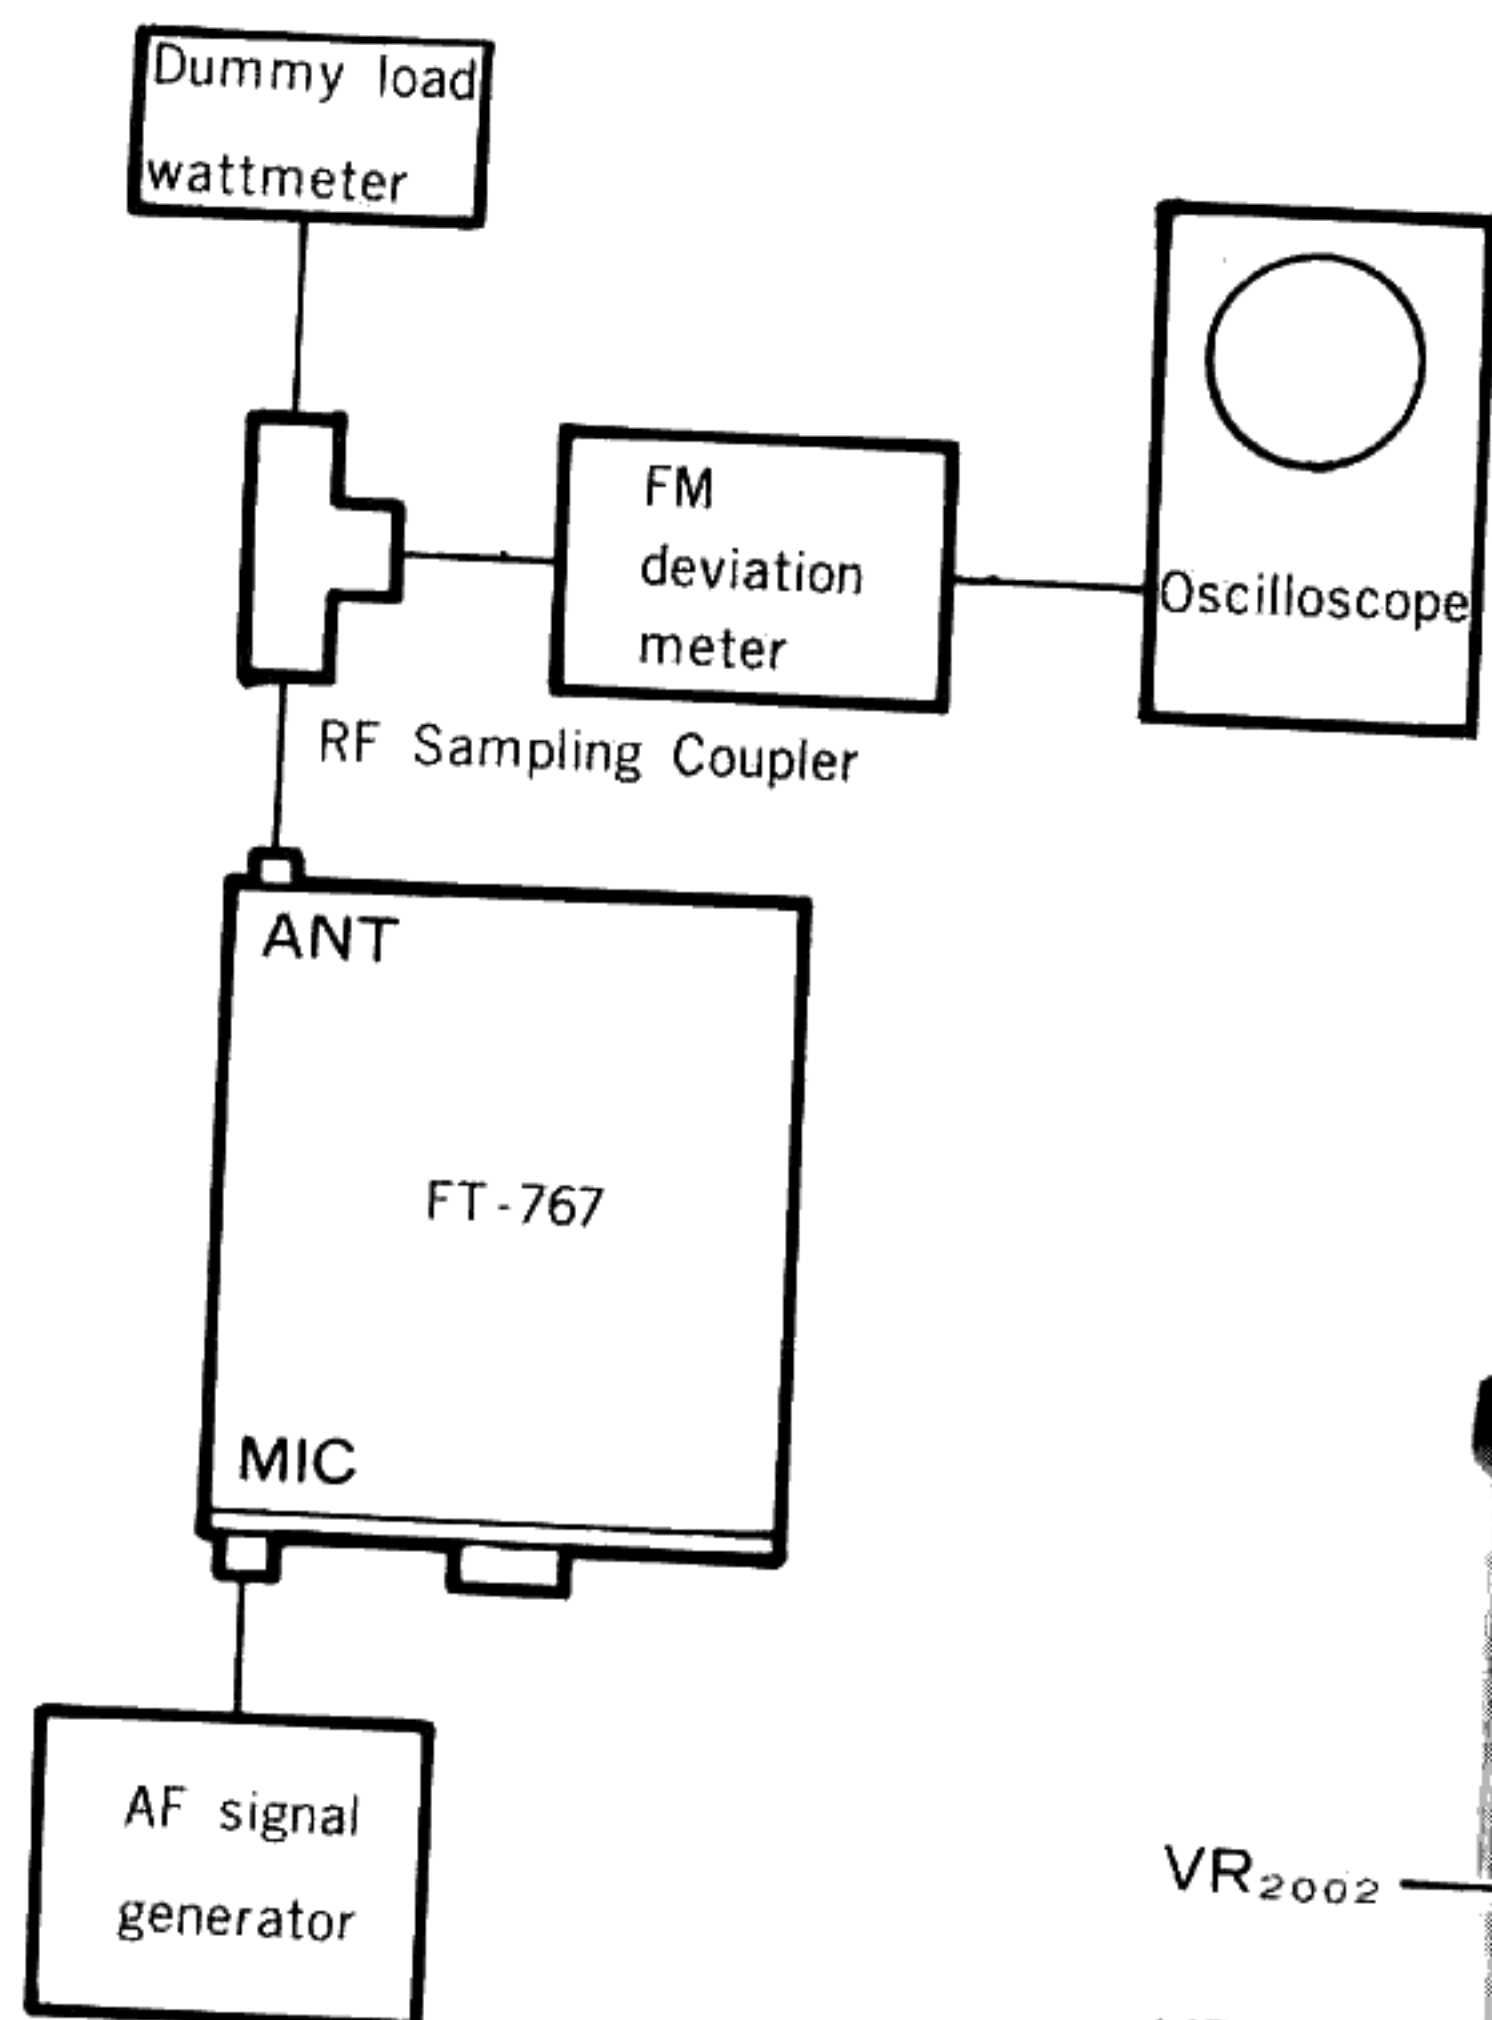 Dummy load
wattmeter
FM
deviation
meter
Oscilloscope
RF Sampling Coupler
ANT
FT-767
MIC
AF signal
generator
VR2002